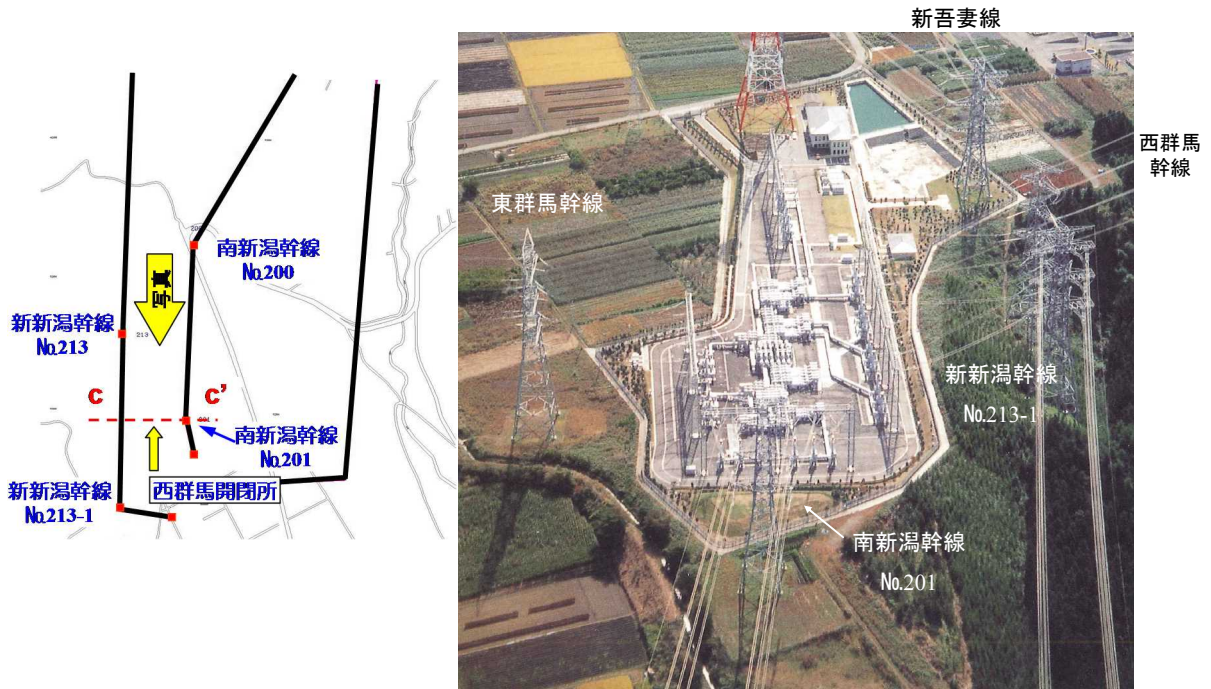 新吾妻線
西群馬
幹線
東群馬幹線
新新潟幹線
No.213-1
南新潟幹線
No.201
南新潟幹線
No.200
写真
新新潟幹線
No.213
213
C
C'
201
南新潟幹線
No.201
西群馬開閉所
新新潟幹線
No.213-1